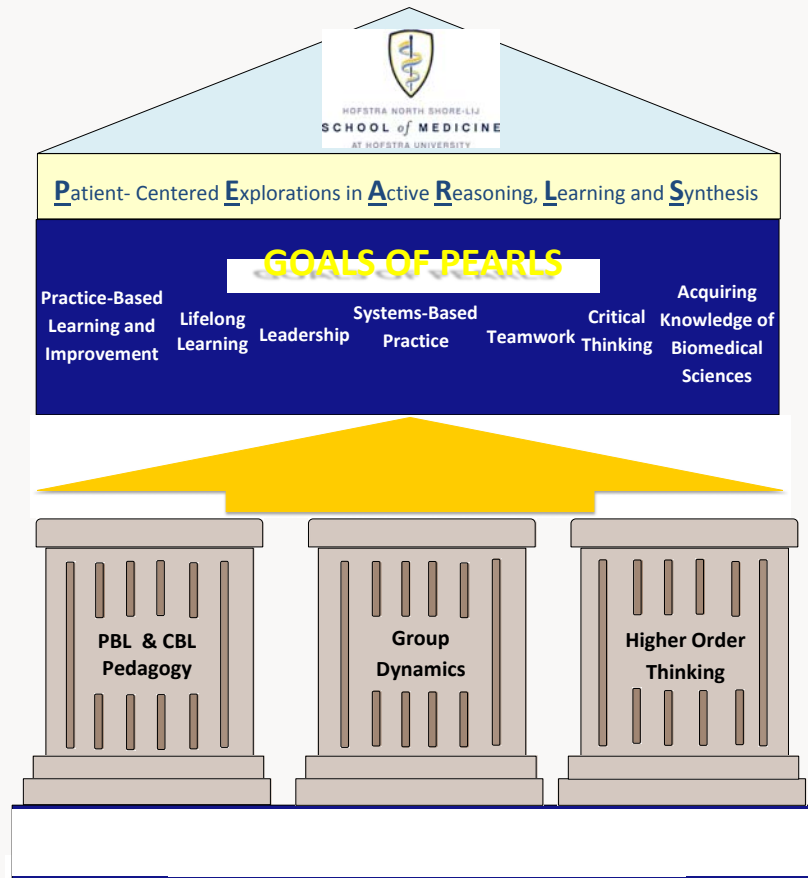 HOFSTRA NORTH SHORE-LIJ
SCHOOL of MEDICINE
AT HOFSTRA UNIVERSITY
Patient- Centered Explorations in Active Reasoning, Learning and Synthesis
GOALS OF PEARLS
Practice-Based
Learning and
Improvement
Lifelong
Learning
Leadership
Systems-Based
Practice
Teamwork
Critical
Thinking
Acquiring
Knowledge of
Biomedical
Sciences
PBL & CBL
Pedagogy
Group
Dynamics
Higher Order
Thinking